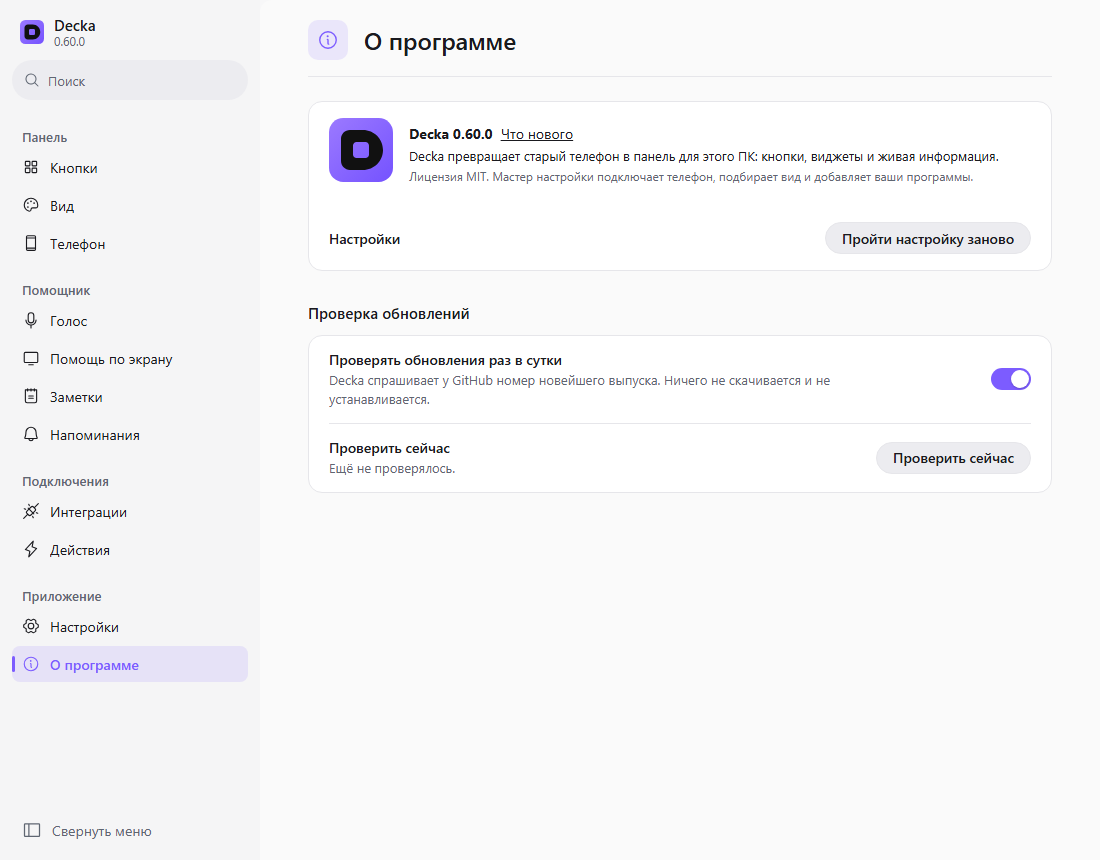 Decka
0.60.0
Поиск
Панель
Кнопки
Вид
Телефон
Помощник
Голос
Помощь по экрану
Заметки
Напоминания
Подключения
Интеграции
Действия
Приложение
Настройки
О программе
Свернуть меню
О программе
Decka 0.60.0 Что нового
Decka превращает старый телефон в панель для этого ПК: кнопки, виджеты и живая информация.
Лицензия MIT. Мастер настройки подключает телефон, подбирает вид и добавляет ваши программы.
Настройки
Пройти настройку заново
Проверка обновлений
Проверять обновления раз в сутки
Decka спрашивает у GitHub номер новейшего выпуска. Ничего не скачивается и не
устанавливается.
Проверить сейчас
Ещё не проверялось.
Проверить сейчас